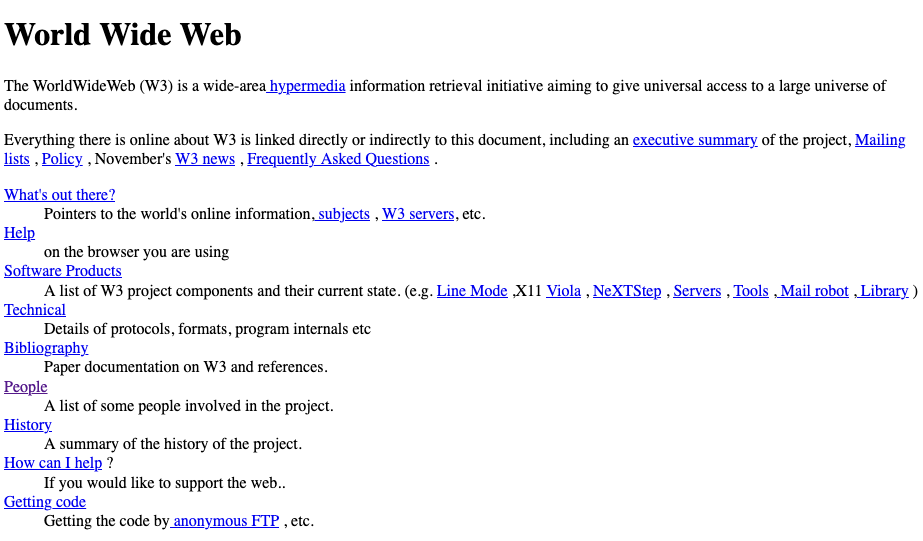 World Wide Web
The WorldWideWeb (W3) is a wide-area hypermedia information retrieval initiative aiming to give universal access to a large universe of
documents.
Everything there is online about W3 is linked directly or indirectly to this document, including an executive summary of the project, Mailing
lists , Policy , November's W3 news , Frequently Asked Questions .
What's out there?
Pointers to the world's online information, subjects , W3 servers, etc.
Help
on the browser you are using
Software Products
A list of W3 project components and their current state. (e.g. Line Mode ,X11 Viola , NeXTStep , Servers , Tools , Mail robot , Library )
Technical
Details of protocols, formats, program internals etc
Bibliography
Paper documentation on W3 and references.
People
A list of some people involved in the project.
History
A summary of the history of the project.
How can I help ?
If you would like to support the web..
Getting code
Getting the code by anonymous FTP , etc.